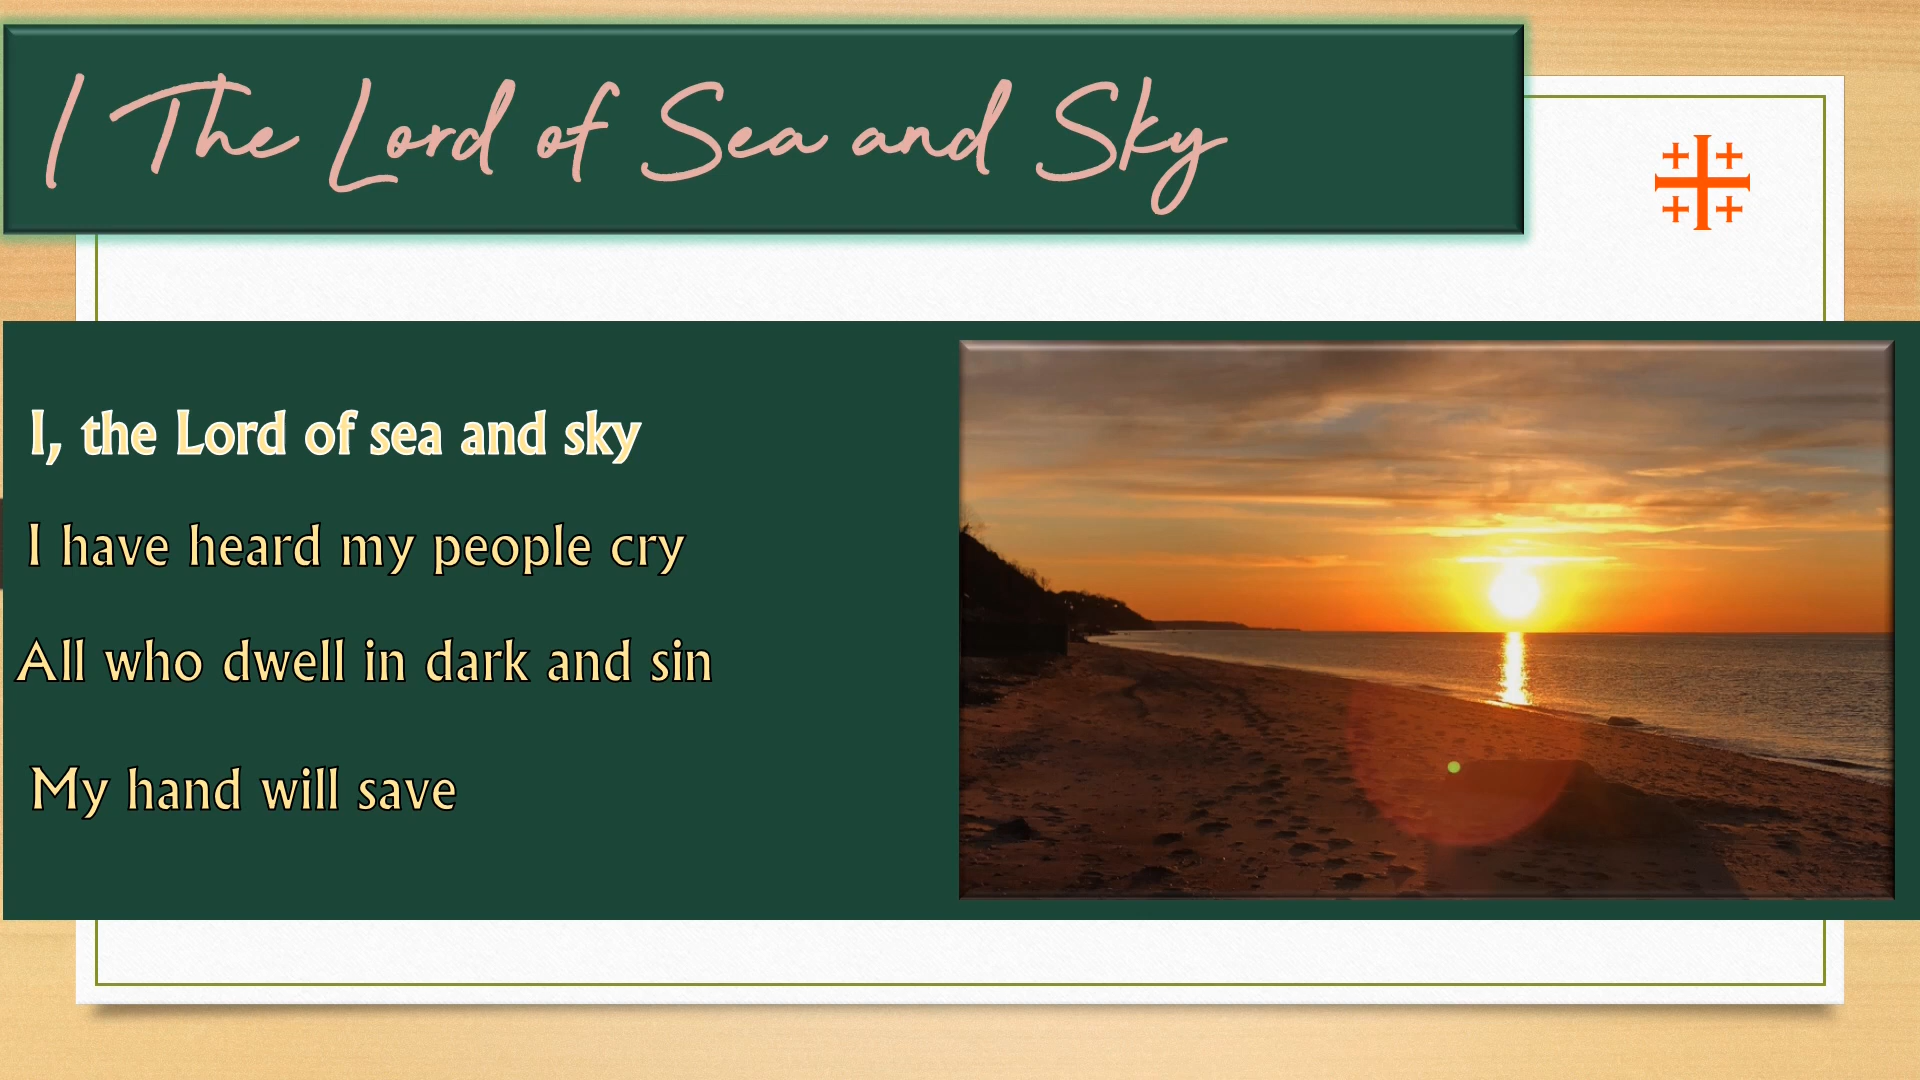 I The Lord of Sea and Sky
I, the Lord of sea and sky
I have heard my people cry
All who dwell in dark and sin
My hand will save